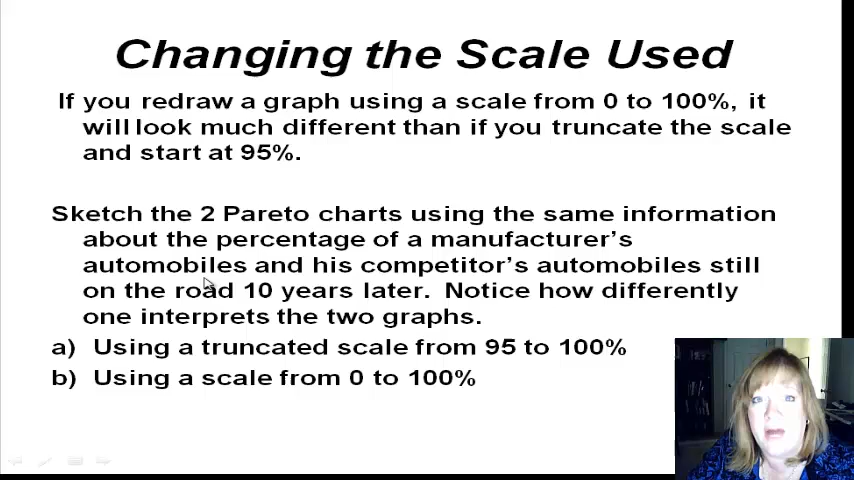 Changing the Scale Used
If you redraw a graph using a scale from 0 to 100%, it
will look much different than if you truncate the scale
and start at 95%.
Sketch the 2 Pareto charts using the same information
about the percentage of a manufacturer's
automobiles and his competitor's automobiles still
on the road 10 years later. Notice how differently
one interprets the two graphs.
a) Using a truncated scale from 95 to 100%
b) Using a scale from 0 to 100%